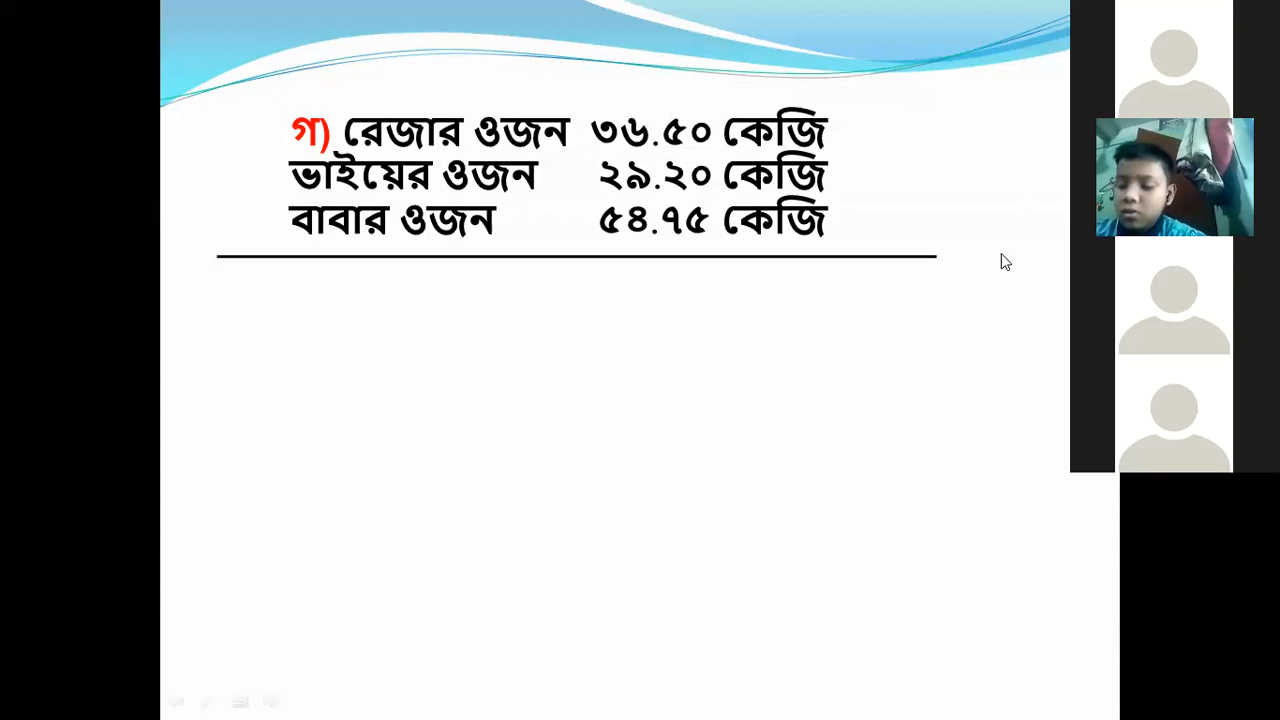 গ) রেজার ওজন ৩৬.৫০ কেজি
ভাইয়ের ওজন ২৯.২০ কেজি
বাবার ওজন ৫৪.৭৫ কেজি